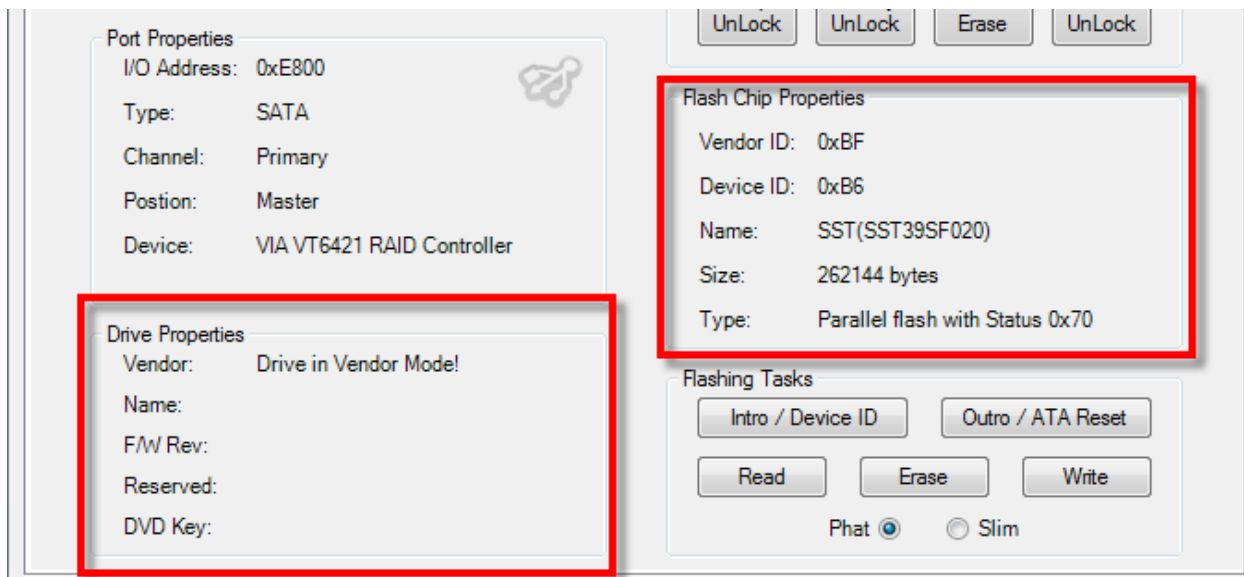 UnLock UnLock Erase UnLock
Port Properties
I/O Address: 0xE800
Type: SATA
Channel: Primary
Postion: Master
Device: VIA VT6421 RAID Controller
Drive Properties
Vendor: Drive in Vendor Mode!
Name:
F/W Rev:
Reserved:
DVD Key:
Flash Chip Properties
Vendor ID: 0xBF
Device ID: 0xB6
Name: SST(SST39SF020)
Size: 262144 bytes
Type: Parallel flash with Status 0x70
Flashing Tasks
Intro / Device ID Outro / ATA Reset
Read Erase Write
Phat Slim